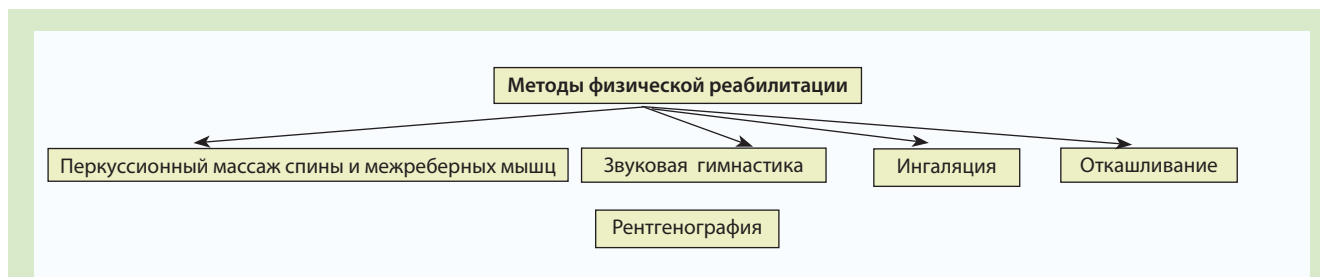 Методы физической реабилитации
Перкуссионный массаж спины и межреберных мышц
Звуковая гимнастика
Ингаляция
Откашливание
Рентгенография